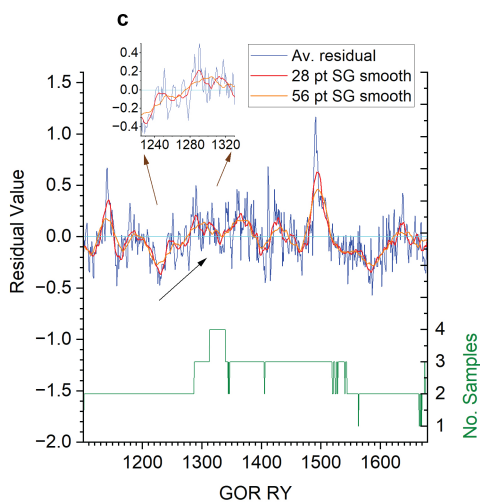 c
Av. residual
28 pt SG smooth
56 pt SG smooth
0.4
0.2
0.0
−0.2
−0.4
1240 1280 1320
1.5
1.0
0.5
0.0
−0.5
−1.0
−1.5
−2.0
Residual Value
4
3
2
1
No. Samples
1200 1300 1400 1500 1600
GOR RY